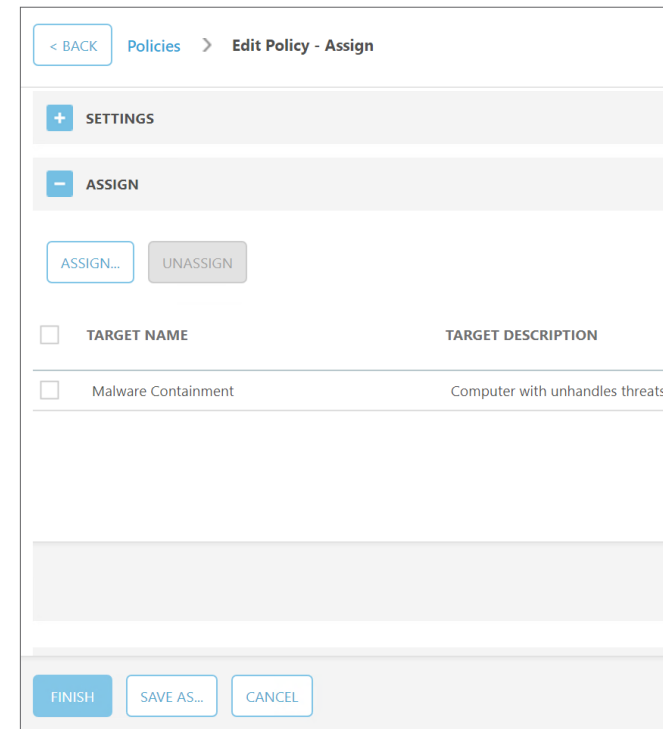 < BACK Policies > Edit Policy - Assign
+ SETTINGS
− ASSIGN
ASSIGN... UNASSIGN
TARGET NAME TARGET DESCRIPTION
Malware Containment Computer with unhandles threats
FINISH SAVE AS... CANCEL